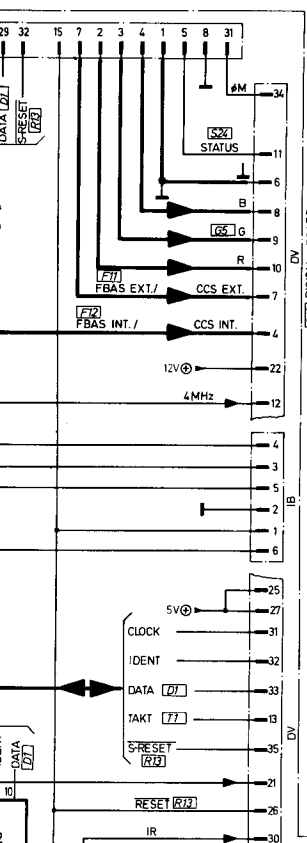 29 32 15 7 2 3 4 1 5 8 31
DATA D1
S-RESET
R13
ØM 34
S24
STATUS 11
6
B 8
G5 G 9
R 10
F11
FBAS EXT./ CCS EXT. 7
F12
FBAS INT./ CCS INT. 4
12V⊕ 22
4MHz 12
DV
4
3
5
2
1
6
IB
25
5V⊕ 27
CLOCK 31
IDENT 32
DATA D1 33
TAKT T1 13
S-RESET 35
R13
DV
DATA
D1
21
10
RESET R13 26
IR 30